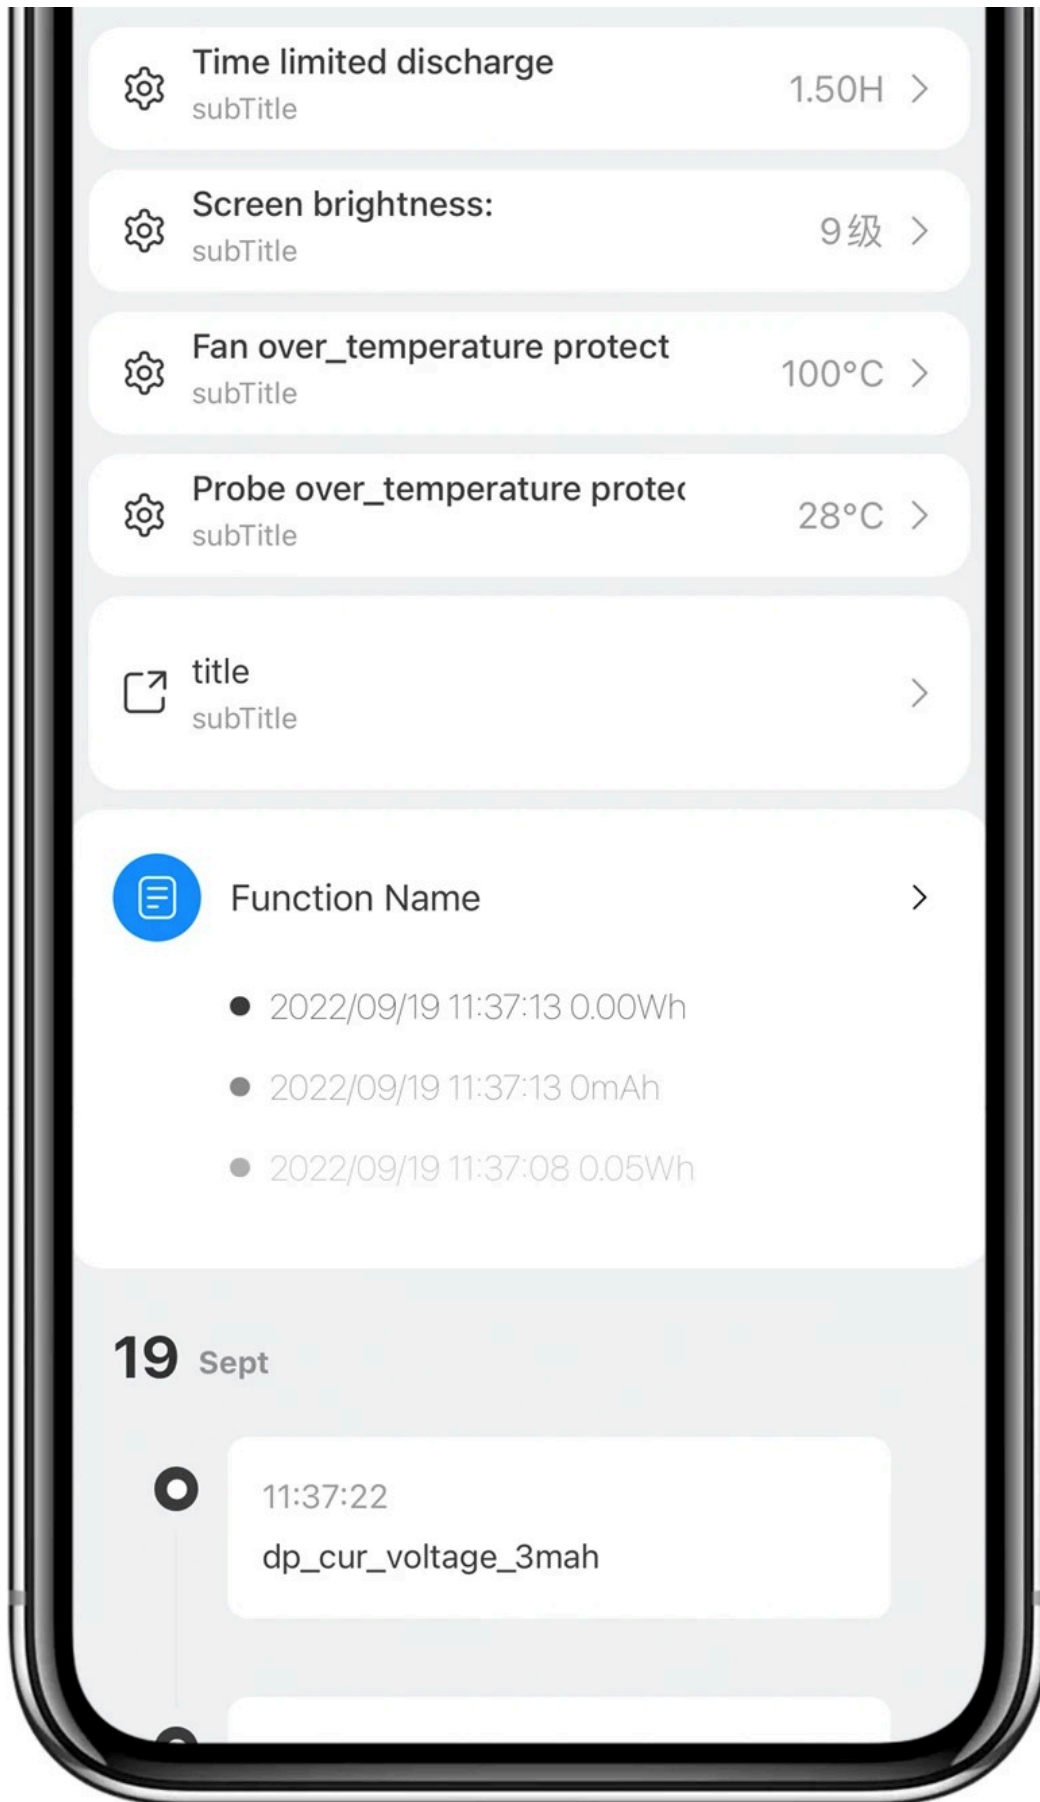 Time limited discharge
subTitle
1.50H
Screen brightness:
subTitle
9级
Fan over_temperature protect
subTitle
100°C
Probe over_temperature protec
subTitle
28°C
title
subTitle
Function Name
2022/09/19 11:37:13 0.00Wh
2022/09/19 11:37:13 0mAh
2022/09/19 11:37:08 0.05Wh
19 Sept
11:37:22
dp_cur_voltage_3mah